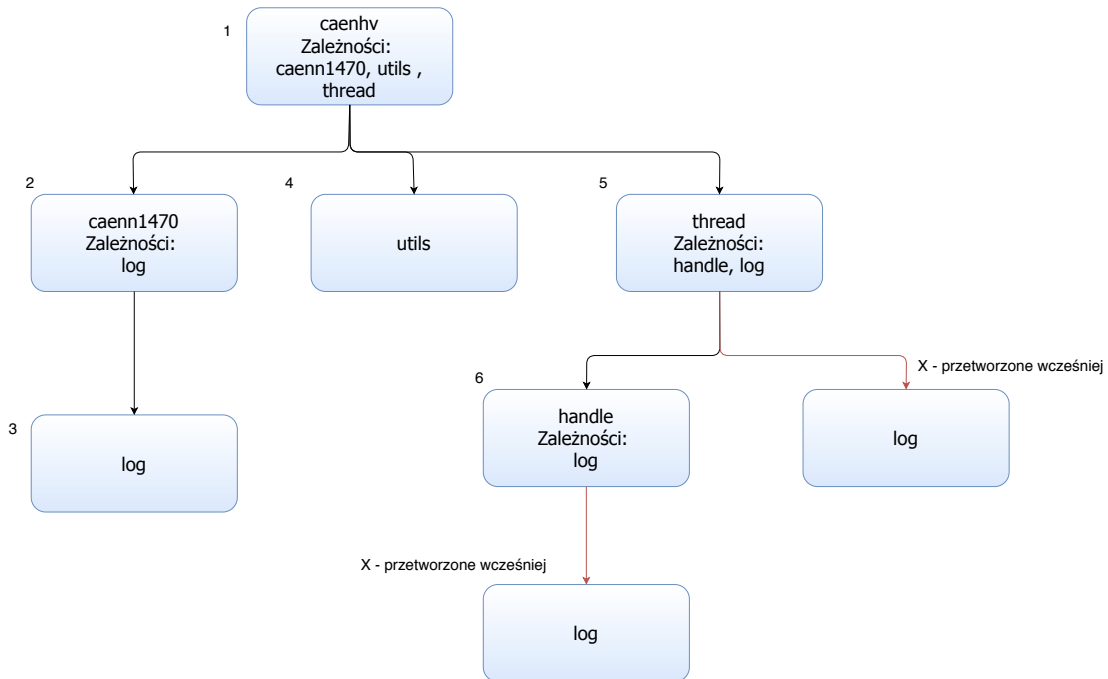 1
caenhv
Zależności:
caenn1470, utils ,
thread
2
caenn1470
Zależności:
log
4
utils
5
thread
Zależności:
handle, log
3
log
6
handle
Zależności:
log
X - przetworzone wcześniej
log
X - przetworzone wcześniej
log